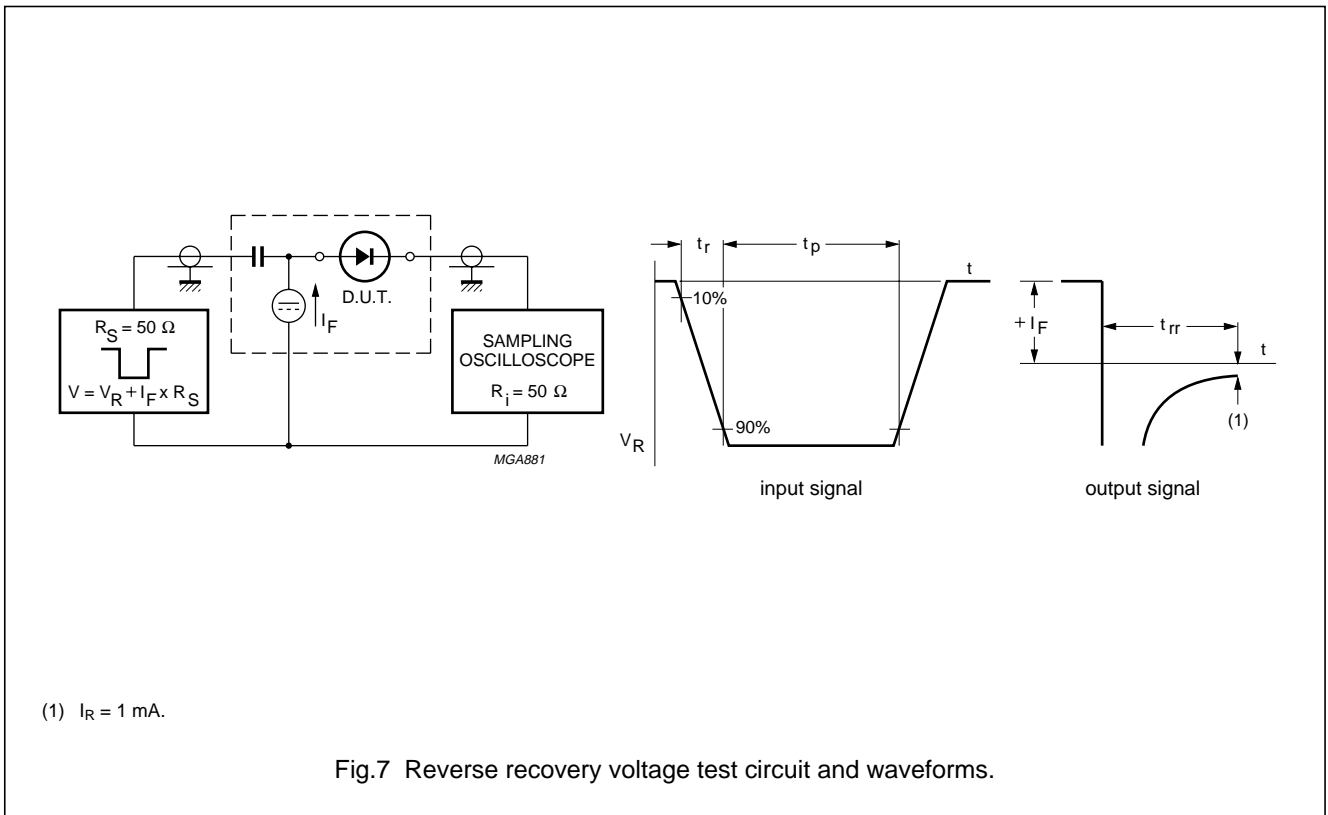 D.U.T.
I_F
R_S = 50 Ω
V = V_R + I_F x R_S
SAMPLING
OSCILLOSCOPE
R_i = 50 Ω
MGA881
t_r
t_p
t
10%
90%
V_R
input signal
+ I_F
t_rr
t
(1)
output signal
(1) I_R = 1 mA.
Fig.7 Reverse recovery voltage test circuit and waveforms.